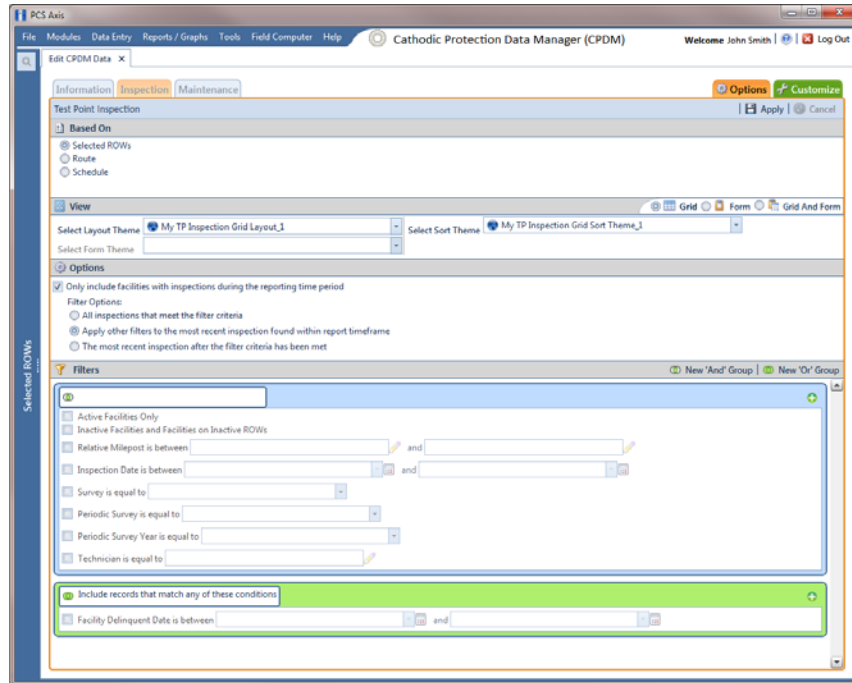 PCS Axis
File Modules Data Entry Reports / Graphs Tools Field Computer Help Cathodic Protection Data Manager (CPDM) Welcome John Smith | Log Out
Edit CPDM Data X
Information Inspection Maintenance Options Customize
Test Point Inspection | Apply | Cancel
Based On
Selected ROWs
Route
Schedule
View Grid Form Grid And Form
Select Layout Theme My TP Inspection Grid Layout_1 Select Sort Theme My TP Inspection Grid Sort Theme_1
Select Form Theme
Options
Only include facilities with inspections during the reporting time period
Filter Options:
All inspections that meet the filter criteria
Apply other filters to the most recent inspection found within report timeframe
The most recent inspection after the filter criteria has been met
Selected ROWs
Filters New 'And' Group | New 'Or' Group
Active Facilities Only
Inactive Facilities and Facilities on Inactive ROWs
Relative Milepost is between and
Inspection Date is between and
Survey is equal to
Periodic Survey is equal to
Periodic Survey Year is equal to
Technician is equal to
Include records that match any of these conditions
Facility Delinquent Date is between and